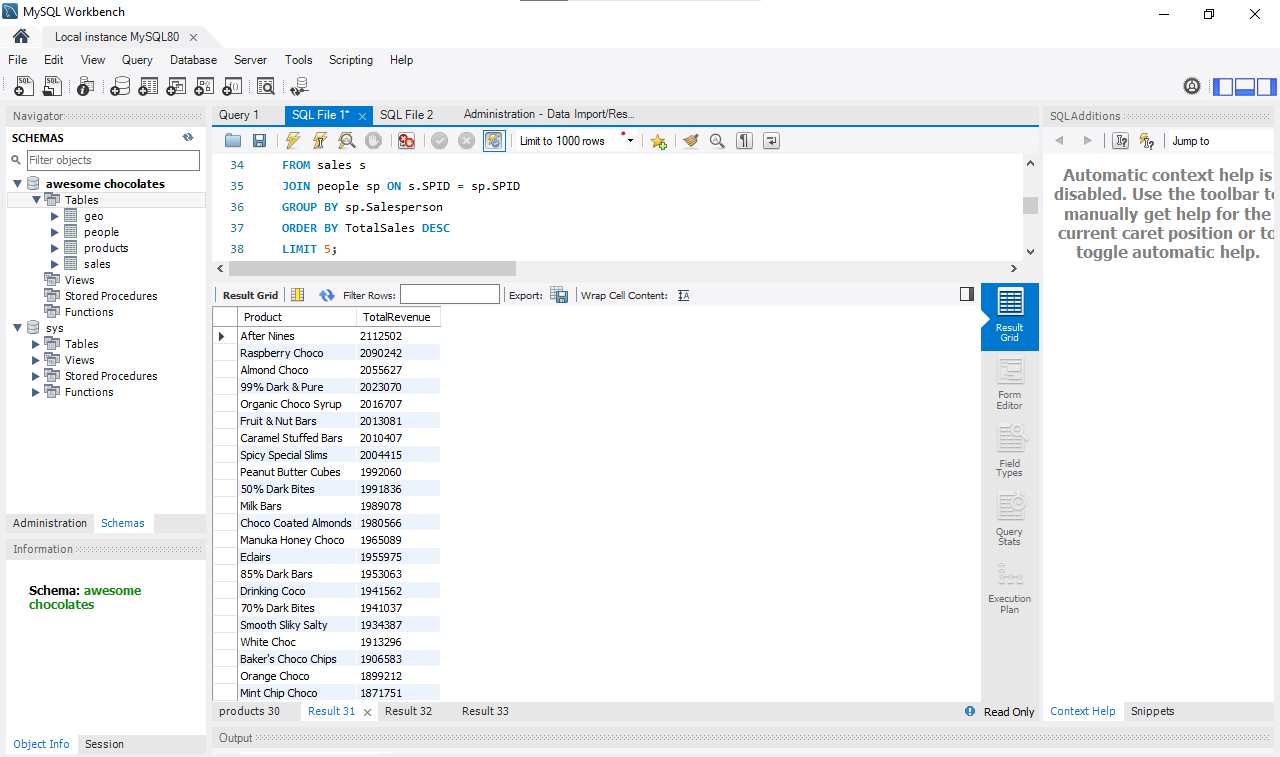 MySQL Workbench
Local instance MySQL80
File Edit View Query Database Server Tools Scripting Help
Navigator
SCHEMAS
Filter objects
awesome chocolates
Tables
geo
people
products
sales
Views
Stored Procedures
Functions
sys
Tables
Views
Stored Procedures
Functions
Administration Schemas
Information
Schema: awesome
chocolates
Object Info Session
Query 1 SQL File 1* SQL File 2 Administration - Data Import/Res...
Limit to 1000 rows
34 FROM sales s
35 JOIN people sp ON s.SPID = sp.SPID
36 GROUP BY sp.Salesperson
37 ORDER BY TotalSales DESC
38 LIMIT 5;
Result Grid Filter Rows: Export: Wrap Cell Content:
Product TotalRevenue
After Nines 2112502
Raspberry Choco 2090242
Almond Choco 2055627
99% Dark & Pure 2023070
Organic Choco Syrup 2016707
Fruit & Nut Bars 2013081
Caramel Stuffed Bars 2010407
Spicy Special Slims 2004415
Peanut Butter Cubes 1992060
50% Dark Bites 1991836
Milk Bars 1989078
Choco Coated Almonds 1980566
Manuka Honey Choco 1965089
Eclairs 1955975
85% Dark Bars 1953063
Drinking Coco 1941562
70% Dark Bites 1941037
Smooth Sliky Salty 1934387
White Choc 1913296
Baker's Choco Chips 1906583
Orange Choco 1899212
Mint Chip Choco 1871751
Result
Grid
Form
Editor
Field
Types
Query
Stats
Execution
Plan
products 30 Result 31 Result 32 Result 33 Read Only
Output
SQLAdditions
Jump to
Automatic context help is
disabled. Use the toolbar to
manually get help for the
current caret position or to
toggle automatic help.
Context Help Snippets